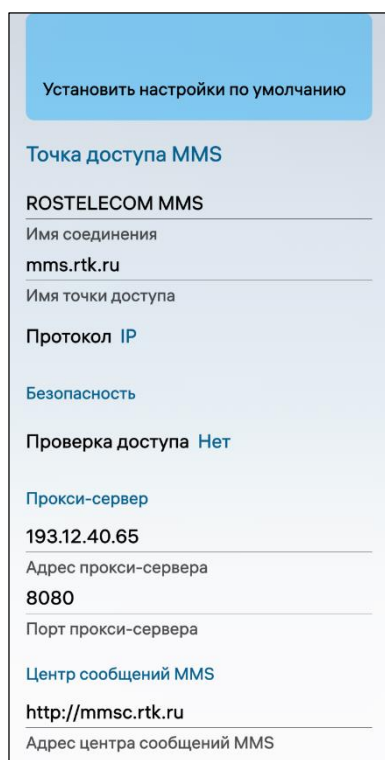 Установить настройки по умолчанию
Точка доступа MMS
ROSTELECOM MMS
Имя соединения
mms.rtk.ru
Имя точки доступа
Протокол IP
Безопасность
Проверка доступа Нет
Прокси-сервер
193.12.40.65
Адрес прокси-сервера
8080
Порт прокси-сервера
Центр сообщений MMS
http://mmsc.rtk.ru
Адрес центра сообщений MMS